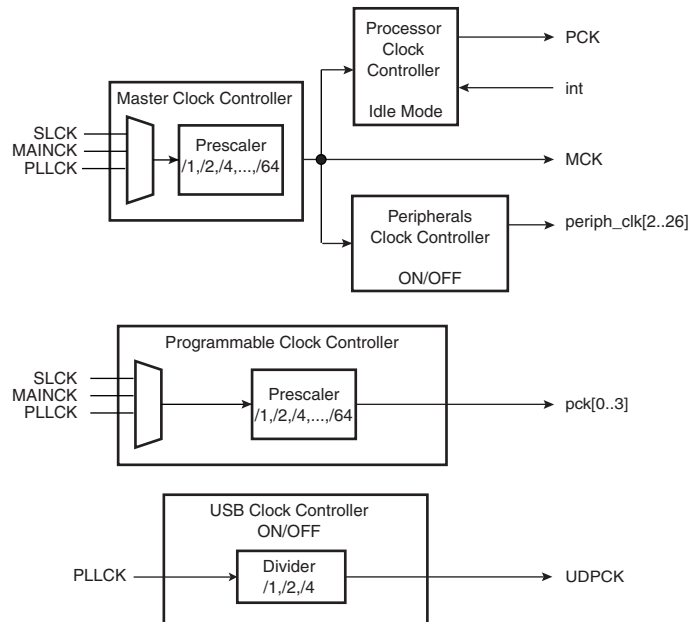 Processor
Clock
Controller
Idle Mode
PCK
int
Master Clock Controller
SLCK
MAINCK
PLLCK
Prescaler
/1,/2,/4,...,/64
MCK
Peripherals
Clock Controller
ON/OFF
periph_clk[2..26]
Programmable Clock Controller
SLCK
MAINCK
PLLCK
Prescaler
/1,/2,/4,...,/64
pck[0..3]
USB Clock Controller
ON/OFF
PLLCK
Divider
/1,/2,/4
UDPCK